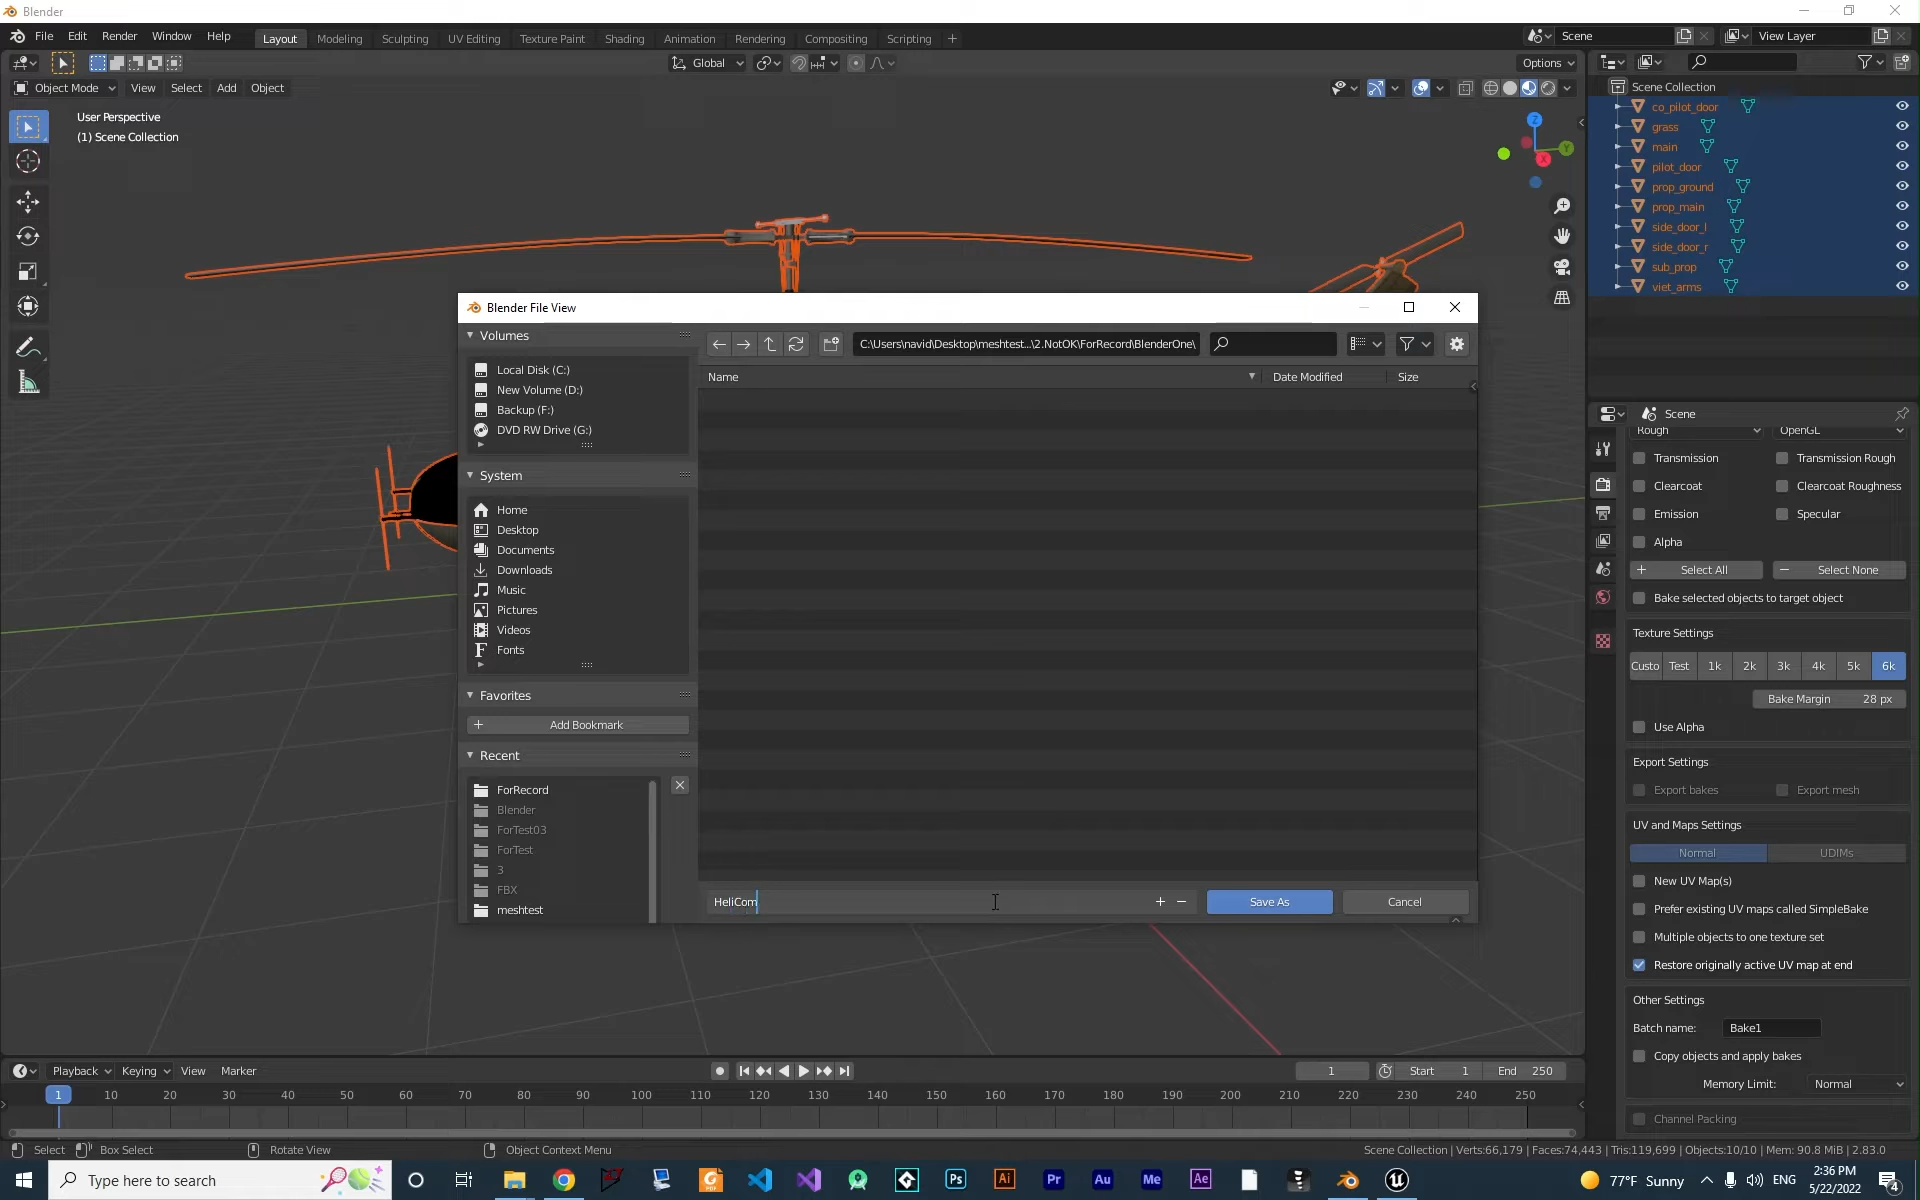 Blender
File Edit Render Window Help
Layout Modeling Sculpting UV Editing Texture Paint Shading Animation Rendering Compositing Scripting +
Scene View Layer
Global Options
Object Mode View Select Add Object
User Perspective
(1) Scene Collection
Z
Y
X
Scene Collection
co_pilot_door
grass
main
pilot_door
prop_ground
prop_main
side_door_l
side_door_r
sub_prop
viet_arms
Blender File View
Volumes
Local Disk (C:)
New Volume (D:)
Backup (F:)
DVD RW Drive (G:)
System
Home
Desktop
Documents
Downloads
Music
Pictures
Videos
Fonts
Favorites
Add Bookmark
Recent
ForRecord
Blender
ForTest03
ForTest
3
FBX
meshtest
C:\Users\navid\Desktop\meshtest...\2.NotOK\ForRecord\BlenderOne\
Name Date Modified Size
HeliCom + − Save As Cancel
Scene
Rough OpenGL
Transmission Transmission Rough
Clearcoat Clearcoat Roughness
Emission Specular
Alpha
Select All Select None
Bake selected objects to target object
Texture Settings
Custo Test 1k 2k 3k 4k 5k 6k
Bake Margin 28 px
Use Alpha
Export Settings
Export bakes Export mesh
UV and Maps Settings
Normal UDIMs
New UV Map(s)
Prefer existing UV maps called SimpleBake
Multiple objects to one texture set
Restore originally active UV map at end
Other Settings
Batch name: Bake1
Copy objects and apply bakes
Memory Limit: Normal
Channel Packing
Playback Keying View Marker 1 Start 1 End 250
1 10 20 30 40 50 60 70 80 90 100 110 120 130 140 150 160 170 180 190 200 210 220 230 240 250
Select Box Select Rotate View Object Context Menu
Scene Collection | Verts:66,179 | Faces:74,443 | Tris:119,699 | Objects:10/10 | Mem: 90.8 MiB | 2.83.0
Type here to search
Ps Ai Pr Au Me Ae
77°F Sunny ENG
2:36 PM
5/22/2022
4